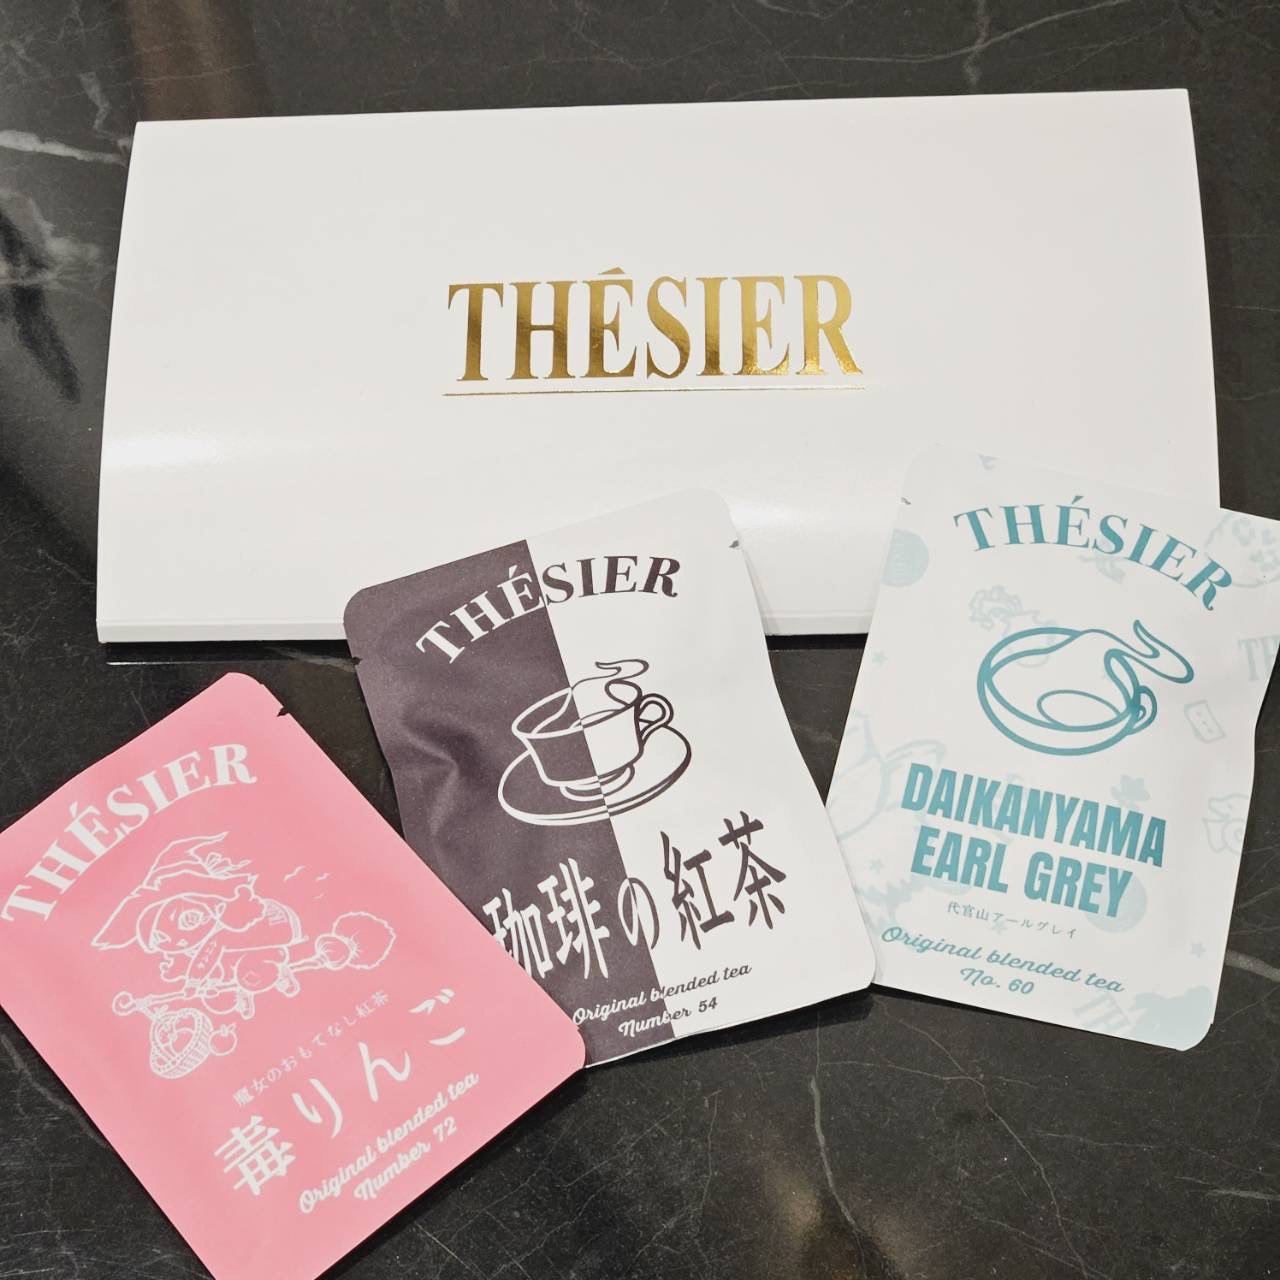 THÉSIER
THÉSIER
魔女のおもてなし紅茶
毒りんご
Original blended tea
Number 72
THÉSIER
珈琲の紅茶
Original blended tea
Number 54
THÉSIER
DAIKANYAMA
EARL GREY
代官山アールグレイ
Original blended tea
No. 60